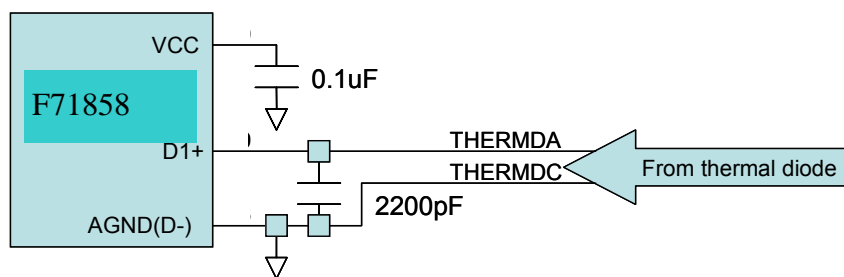 VCC
0.1uF
F71858
D1+
THERMDA
THERMDC
From thermal diode
2200pF
AGND(D-)